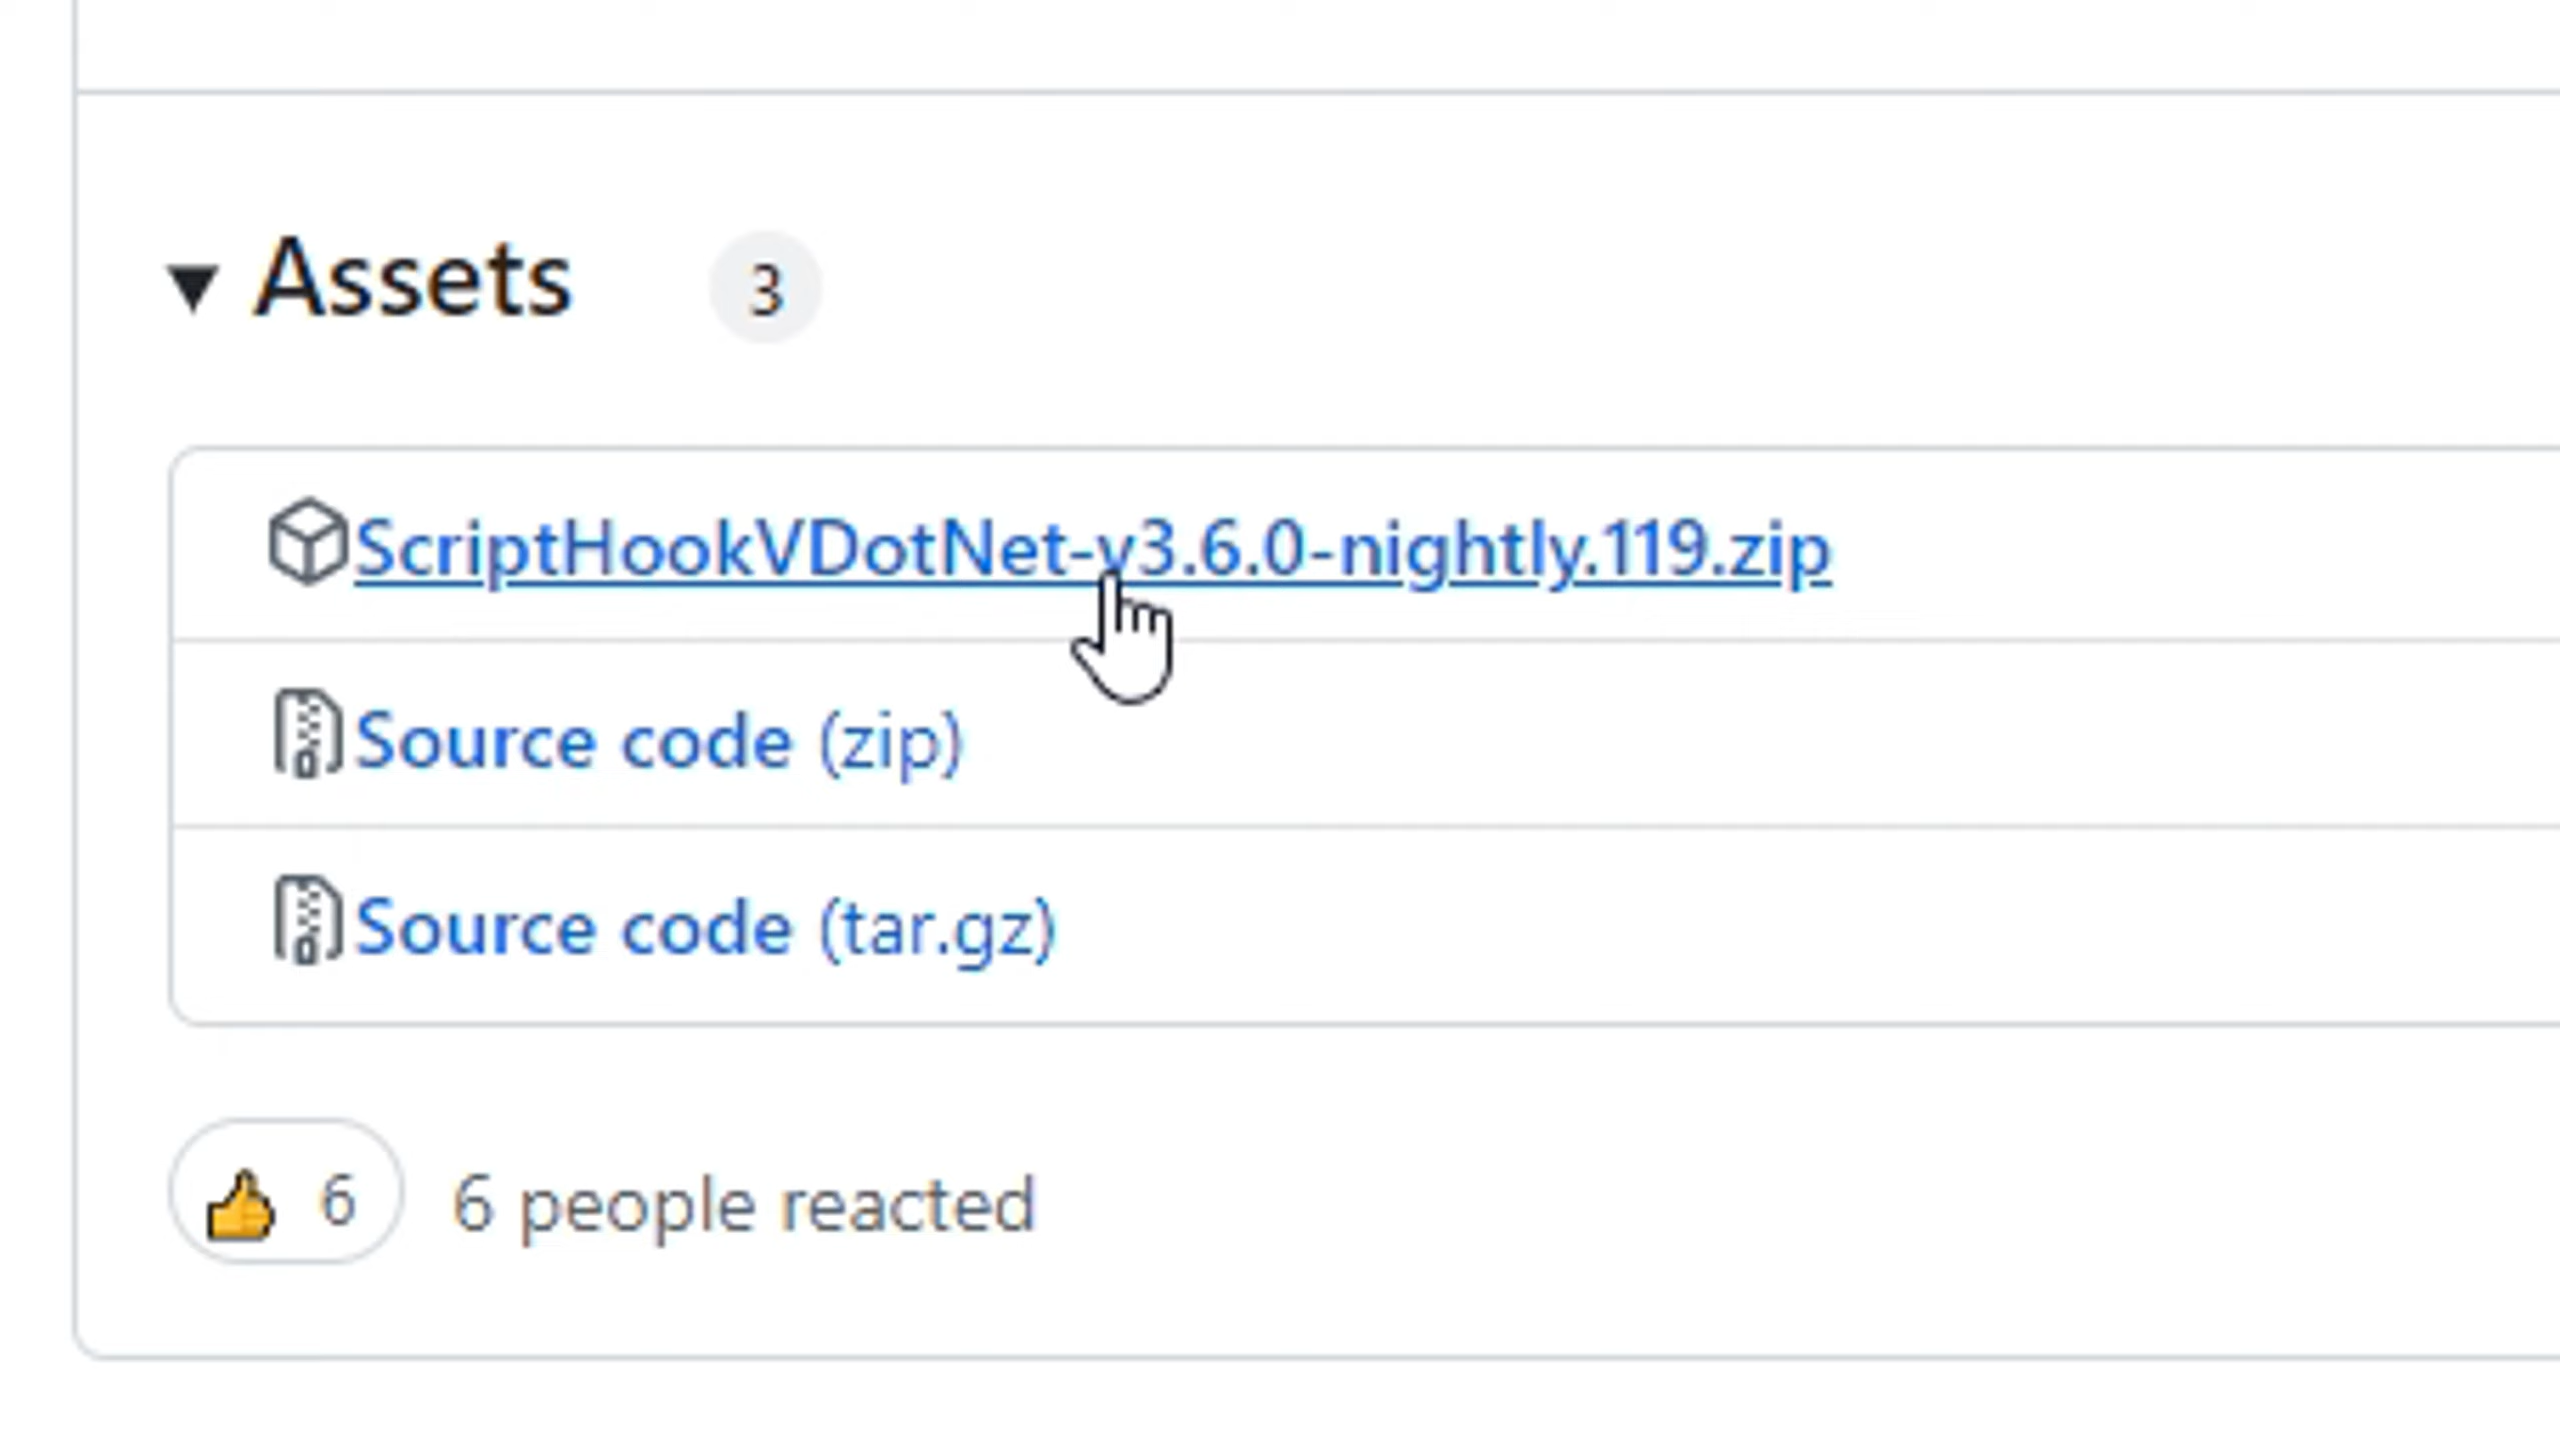 Assets 3
ScriptHookVDotNet-v3.6.0-nightly.119.zip
Source code (zip)
Source code (tar.gz)
6 6 people reacted